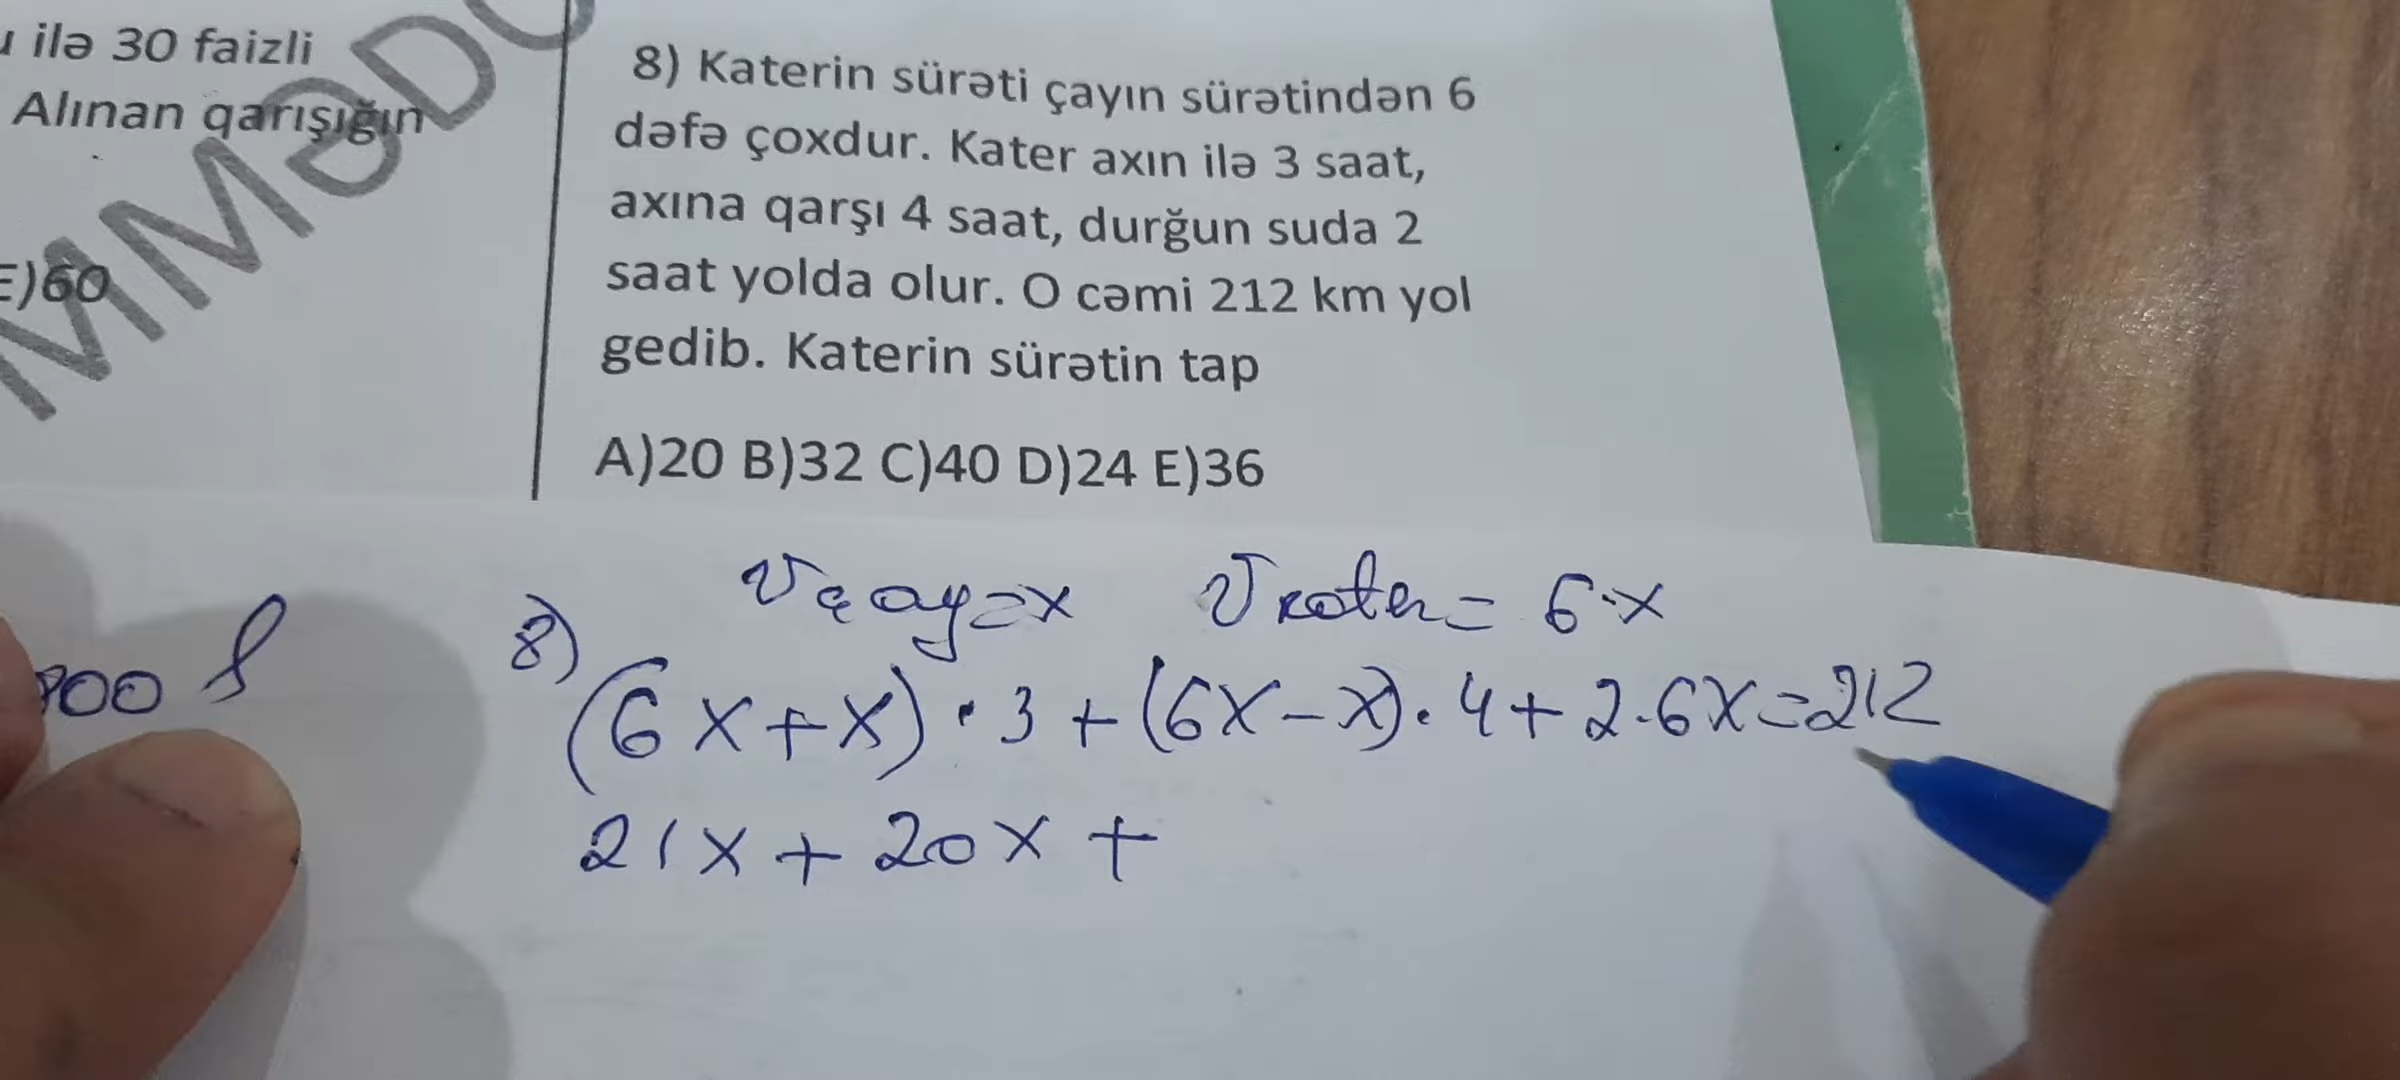 ilə 30 faizli
Alınan qarışığın
E)60
MMƏD
8) Katerin sürəti çayın sürətindən 6
dəfə çoxdur. Kater axın ilə 3 saat,
axına qarşı 4 saat, durğun suda 2
saat yolda olur. O cəmi 212 km yol
gedib. Katerin sürətin tap
A)20 B)32 C)40 D)24 E)36
8) Vçay=x Vkater= 6·x
(6x+x)·3+(6x-x)·4+2·6x=212
21x+20x+